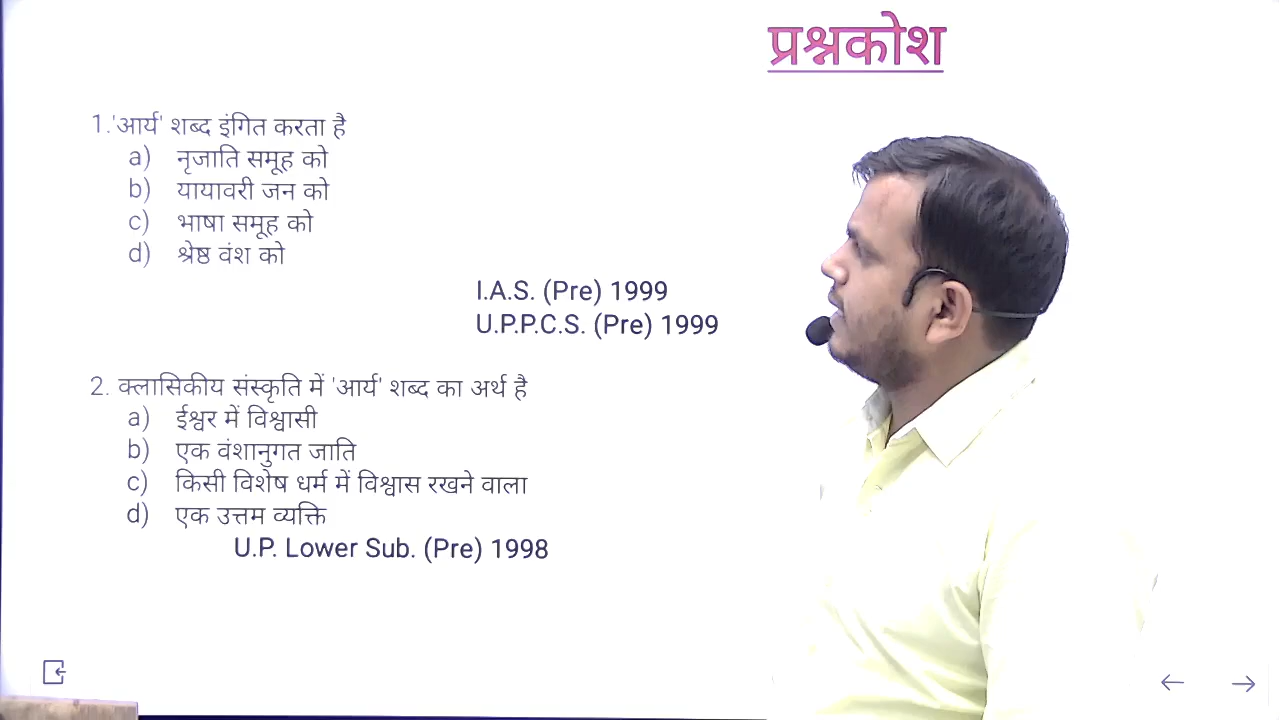 प्रश्नकोश
1.'आर्य' शब्द इंगित करता है
a) नृजाति समूह को
b) यायावरी जन को
c) भाषा समूह को
d) श्रेष्ठ वंश को
I.A.S. (Pre) 1999
U.P.P.C.S. (Pre) 1999
2. क्लासिकीय संस्कृति में 'आर्य' शब्द का अर्थ है
a) ईश्वर में विश्वासी
b) एक वंशानुगत जाति
c) किसी विशेष धर्म में विश्वास रखने वाला
d) एक उत्तम व्यक्ति
U.P. Lower Sub. (Pre) 1998